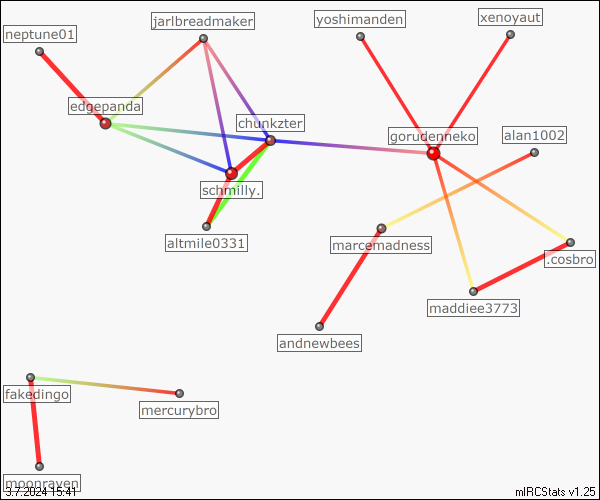 jarlbreadmaker
yoshimanden
xenoyaut
neptune01
edgepanda
chunkzter
gorudenneko
alan1002
schmilly.
altmile0331
marcemadness
.cosbro
maddiee3773
andnewbees
fakedingo
mercurybro
moonraven
3.7.2024 15:41
mIRCStats v1.25